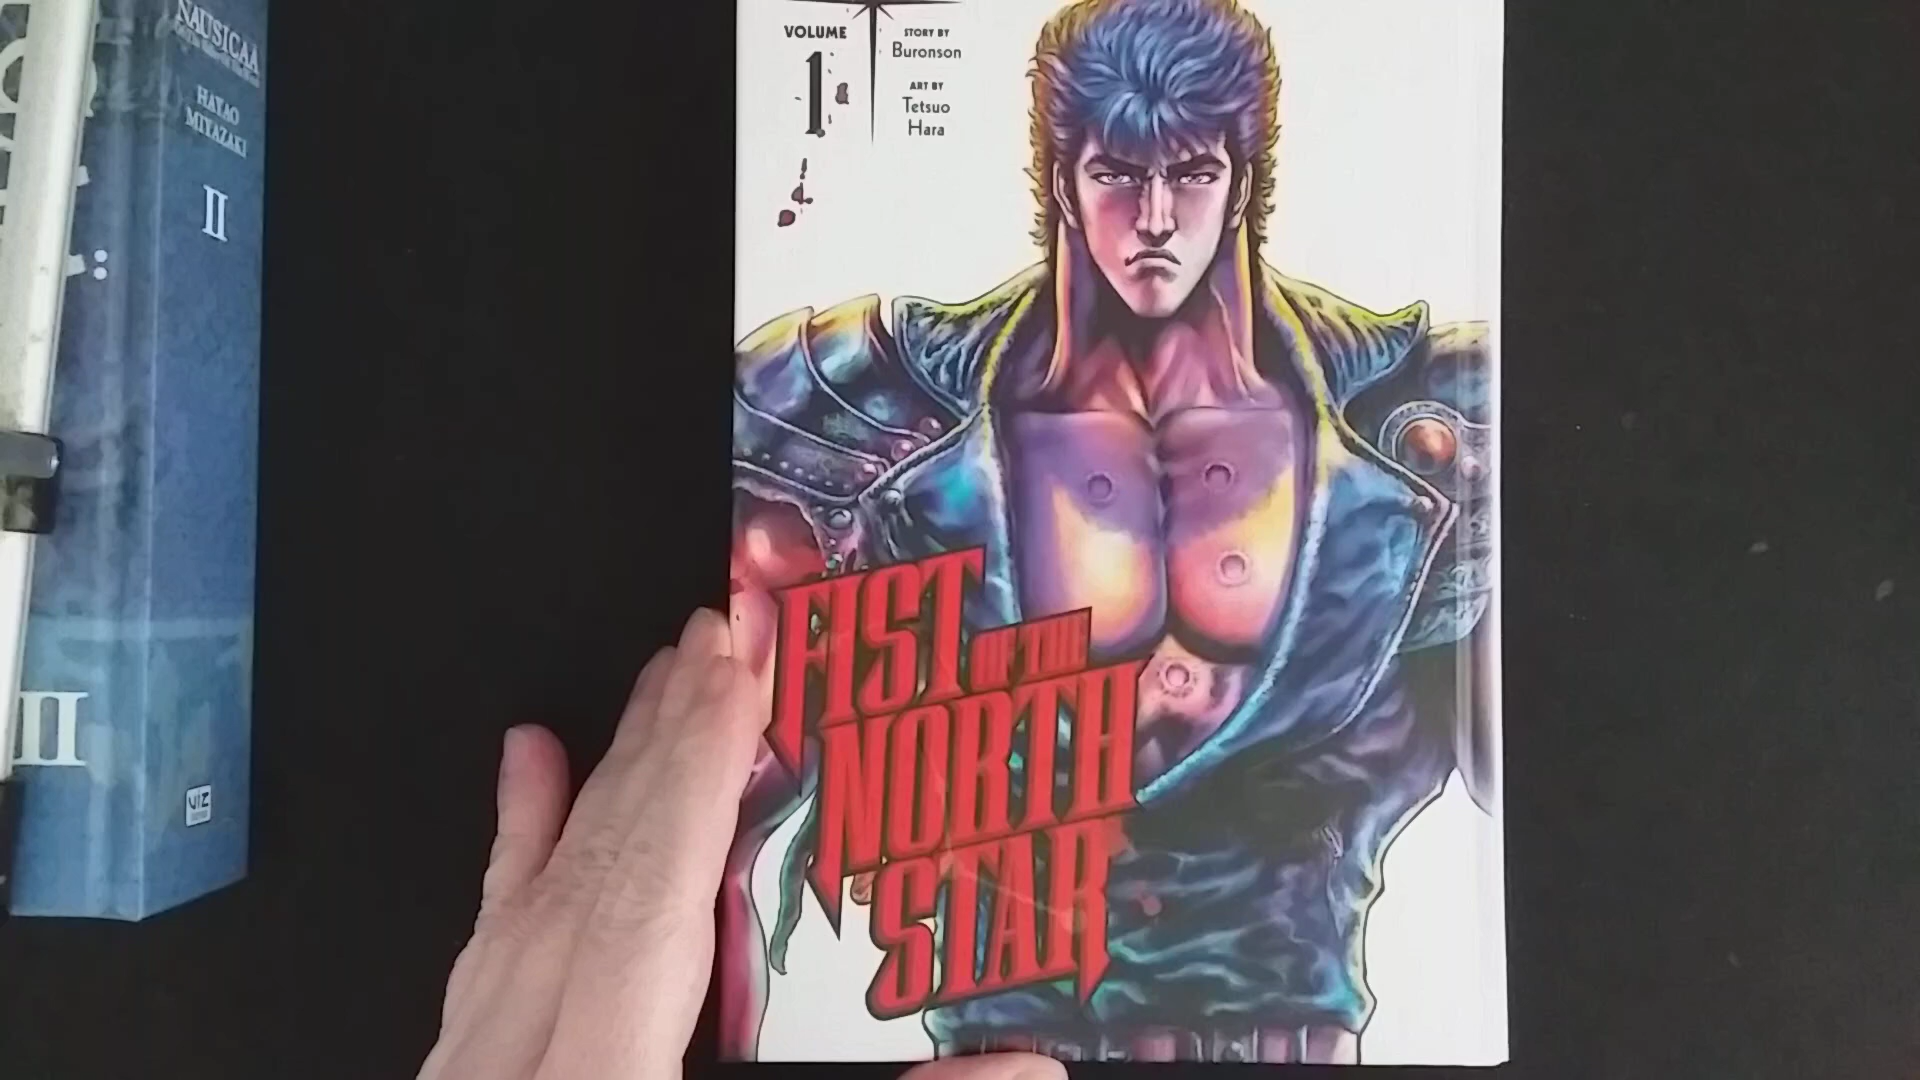 NAUSICAÄ
HAYAO
MIYAZAKI
II
II
viz
VOLUME
1
STORY BY
Buronson
ART BY
Tetsuo
Hara
FIST OF THE
NORTH
STAR